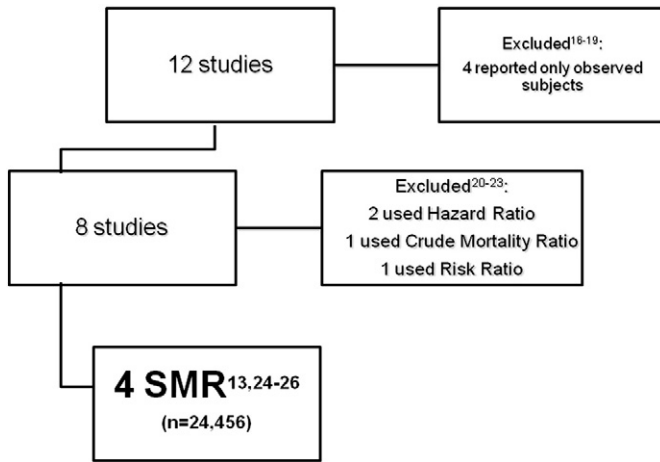 12 studies
Excluded16-19:
4 reported only observed
subjects
8 studies
Excluded20-23:
2 used Hazard Ratio
1 used Crude Mortality Ratio
1 used Risk Ratio
4 SMR13,24-26
(n=24,456)